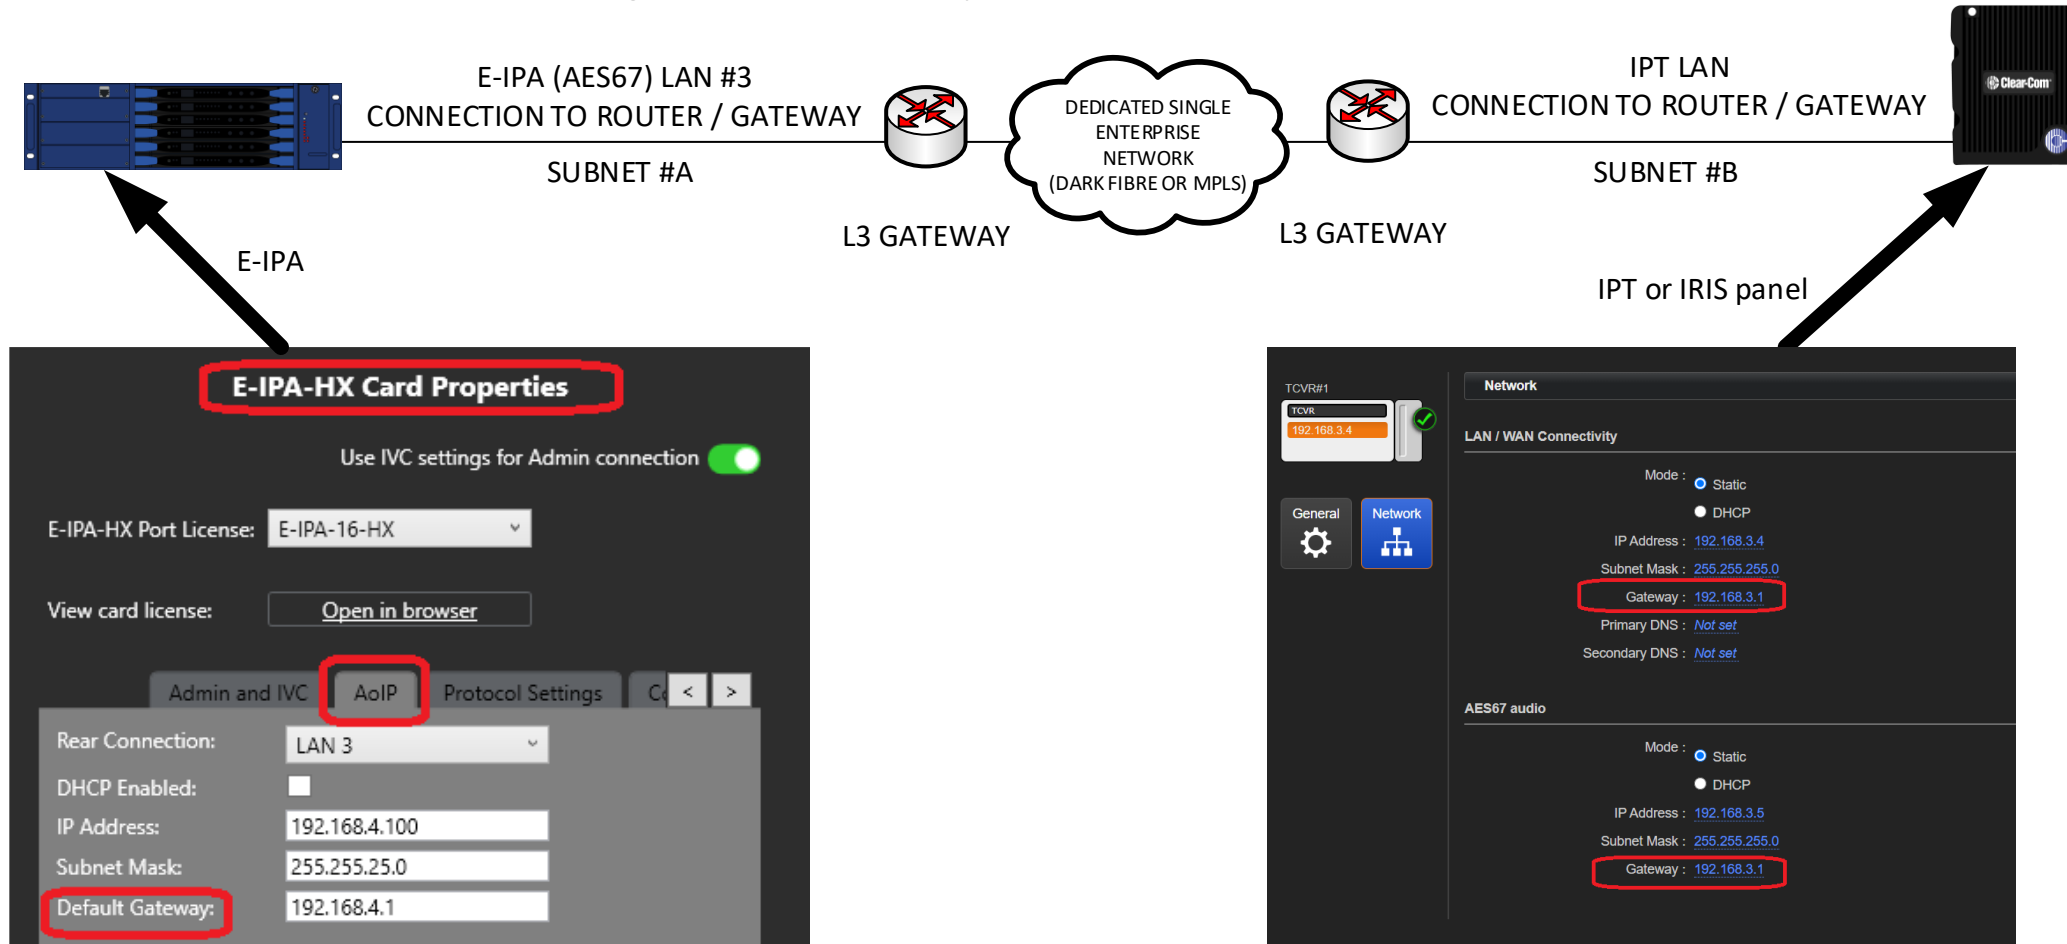 E-IPA (AES67) LAN #3
CONNECTION TO ROUTER / GATEWAY
SUBNET #A
DEDICATED SINGLE
ENTERPRISE
NETWORK
(DARK FIBRE OR MPLS)
IPT LAN
CONNECTION TO ROUTER / GATEWAY
SUBNET #B
Clear-Com
L3 GATEWAY
L3 GATEWAY
E-IPA
IPT or IRIS panel
E-IPA-HX Card Properties
Use IVC settings for Admin connection
E-IPA-HX Port License: E-IPA-16-HX
View card license: Open in browser
Admin and IVC AoIP Protocol Settings < >
Rear Connection: LAN 3
DHCP Enabled:
IP Address: 192.168.4.100
Subnet Mask: 255.255.25.0
Default Gateway: 192.168.4.1
TCVR#1
TCVR
192.168.3.4
General
Network
Network
LAN / WAN Connectivity
Mode : Static
DHCP
IP Address : 192.168.3.4
Subnet Mask : 255.255.255.0
Gateway : 192.168.3.1
Primary DNS : Not set
Secondary DNS : Not set
AES67 audio
Mode : Static
DHCP
IP Address : 192.168.3.5
Subnet Mask : 255.255.255.0
Gateway : 192.168.3.1